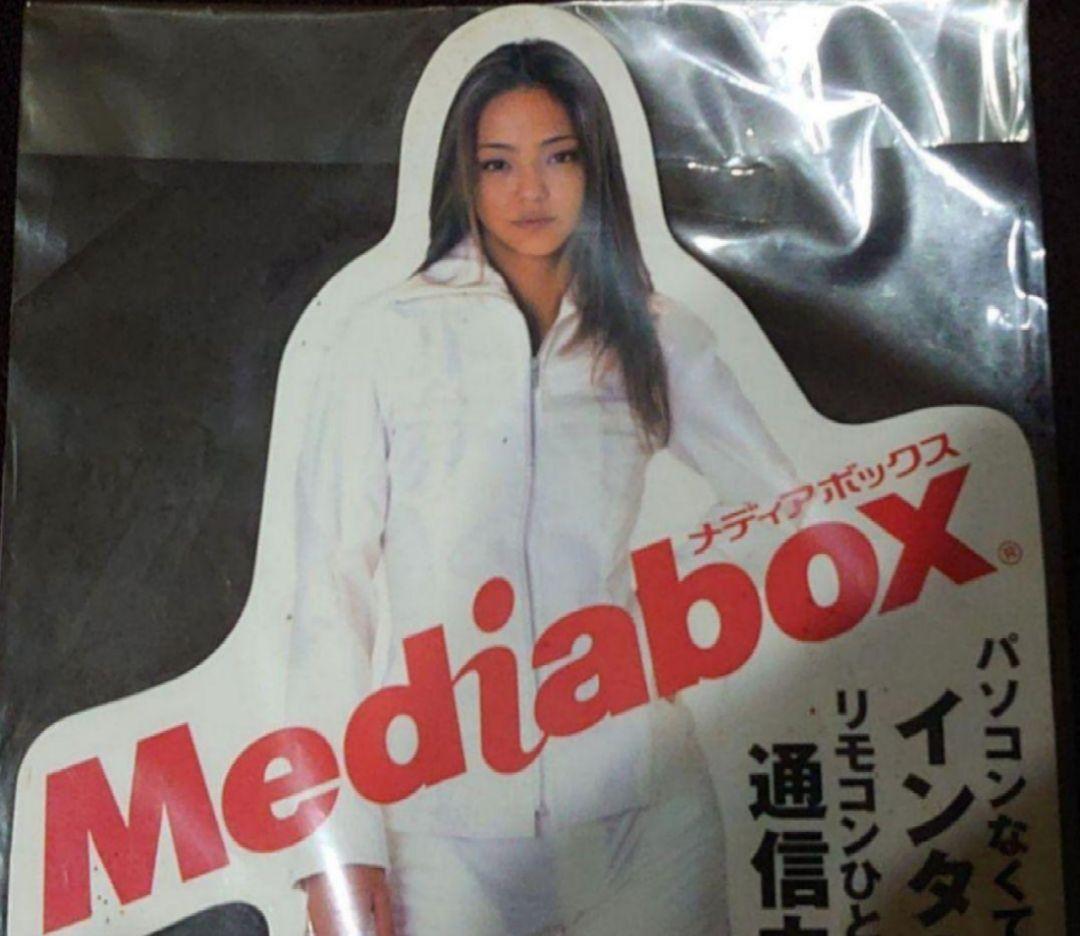 メディアボックス
Mediabox®
パソコンなくて
インタ
リモコンひと
通信